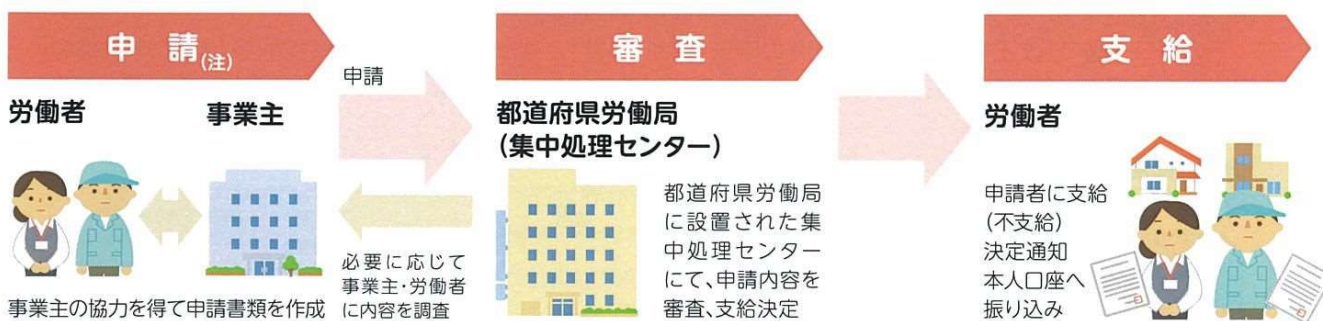 申請(注)
労働者
事業主
事業主の協力を得て申請書類を作成
申請
必要に応じて
事業主・労働者
に内容を調査
審査
都道府県労働局
(集中処理センター)
都道府県労働局
に設置された集
中処理センター
にて、申請内容を
審査、支給決定
支給
労働者
申請者に支給
(不支給)
決定通知
本人口座へ
振り込み